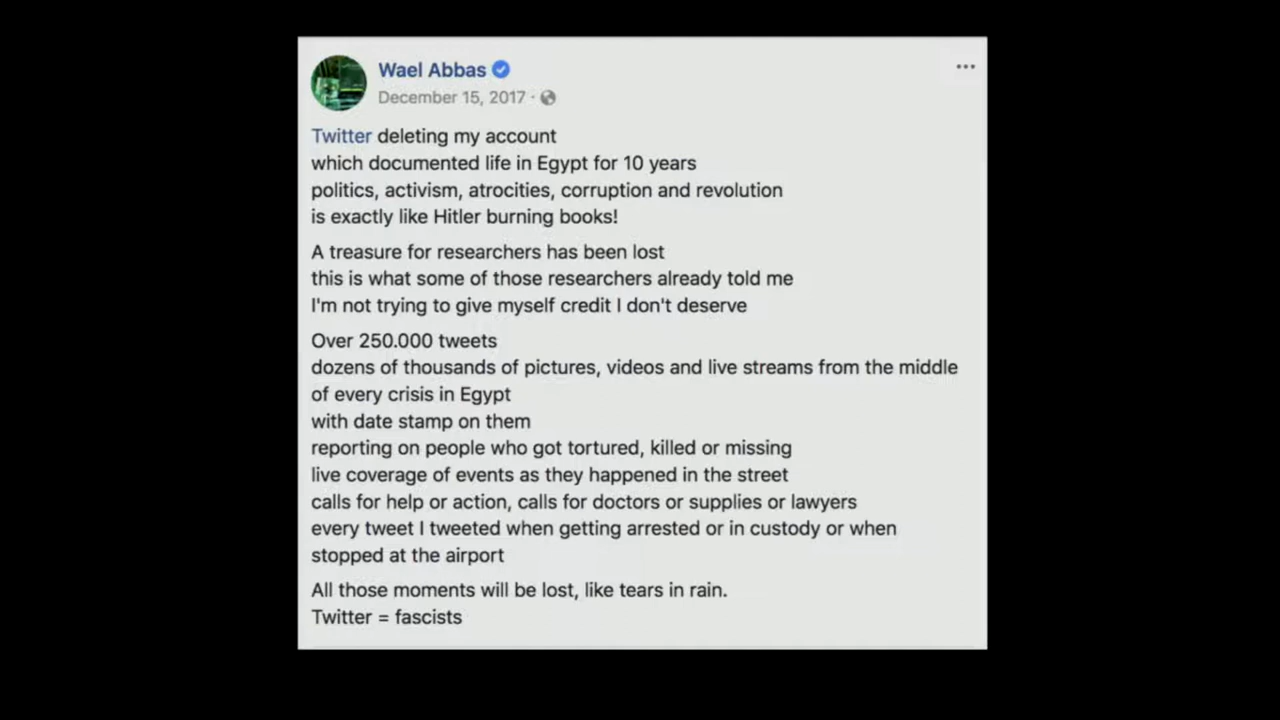 Wael Abbas
December 15, 2017 ·
Twitter deleting my account
which documented life in Egypt for 10 years
politics, activism, atrocities, corruption and revolution
is exactly like Hitler burning books!
A treasure for researchers has been lost
this is what some of those researchers already told me
I'm not trying to give myself credit I don't deserve
Over 250.000 tweets
dozens of thousands of pictures, videos and live streams from the middle
of every crisis in Egypt
with date stamp on them
reporting on people who got tortured, killed or missing
live coverage of events as they happened in the street
calls for help or action, calls for doctors or supplies or lawyers
every tweet I tweeted when getting arrested or in custody or when
stopped at the airport
All those moments will be lost, like tears in rain.
Twitter = fascists